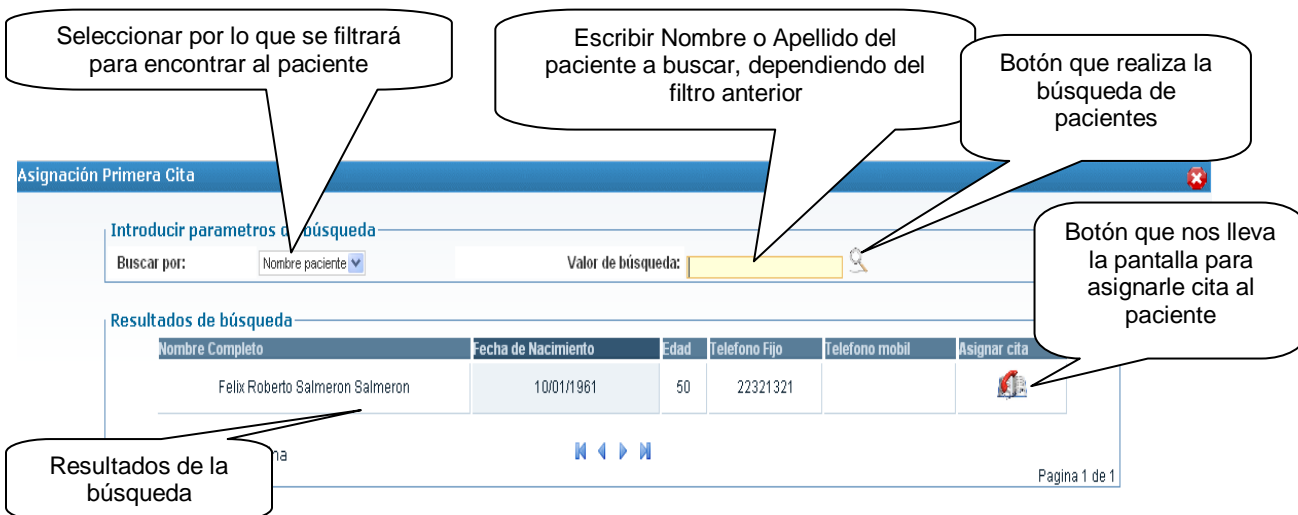 Seleccionar por lo que se filtrará
para encontrar al paciente
Escribir Nombre o Apellido del
paciente a buscar, dependiendo del
filtro anterior
Botón que realiza la
búsqueda de
pacientes
Asignación Primera Cita
Introducir parametros búsqueda
Buscar por: Nombre paciente Valor de búsqueda:
Botón que nos lleva
la pantalla para
asignarle cita al
paciente
Resultados de búsqueda
Nombre Completo Fecha de Nacimiento Edad Telefono Fijo Telefono mobil Asignar cita
Felix Roberto Salmeron Salmeron 10/01/1961 50 22321321
Resultados de la
búsqueda
Pagina 1 de 1